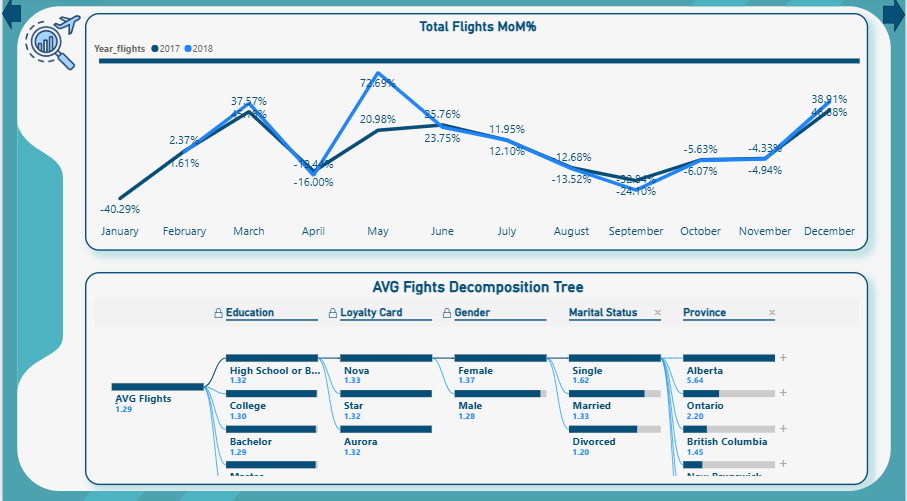 Total Flights MoM%
Year_flights 2017 2018
72.69%
37.57%
38.91%
20.98%
25.76%
2.37%
11.95%
1.61%
23.75%
12.10%
-5.63%
-4.33%
-16.00%
12.68%
-13.52%
-6.07%
-4.94%
-24.10%
-40.29%
January February March April May June July August September October November December
AVG Fights Decomposition Tree
Education Loyalty Card Gender Marital Status Province
High School or B... Nova Female Single Alberta
1.32 1.33 1.37 1.62 5.64
AVG Flights
1.29
College Star Male Married Ontario
1.30 1.32 1.28 1.33 2.20
Bachelor Aurora Divorced British Columbia
1.29 1.32 1.20 1.45